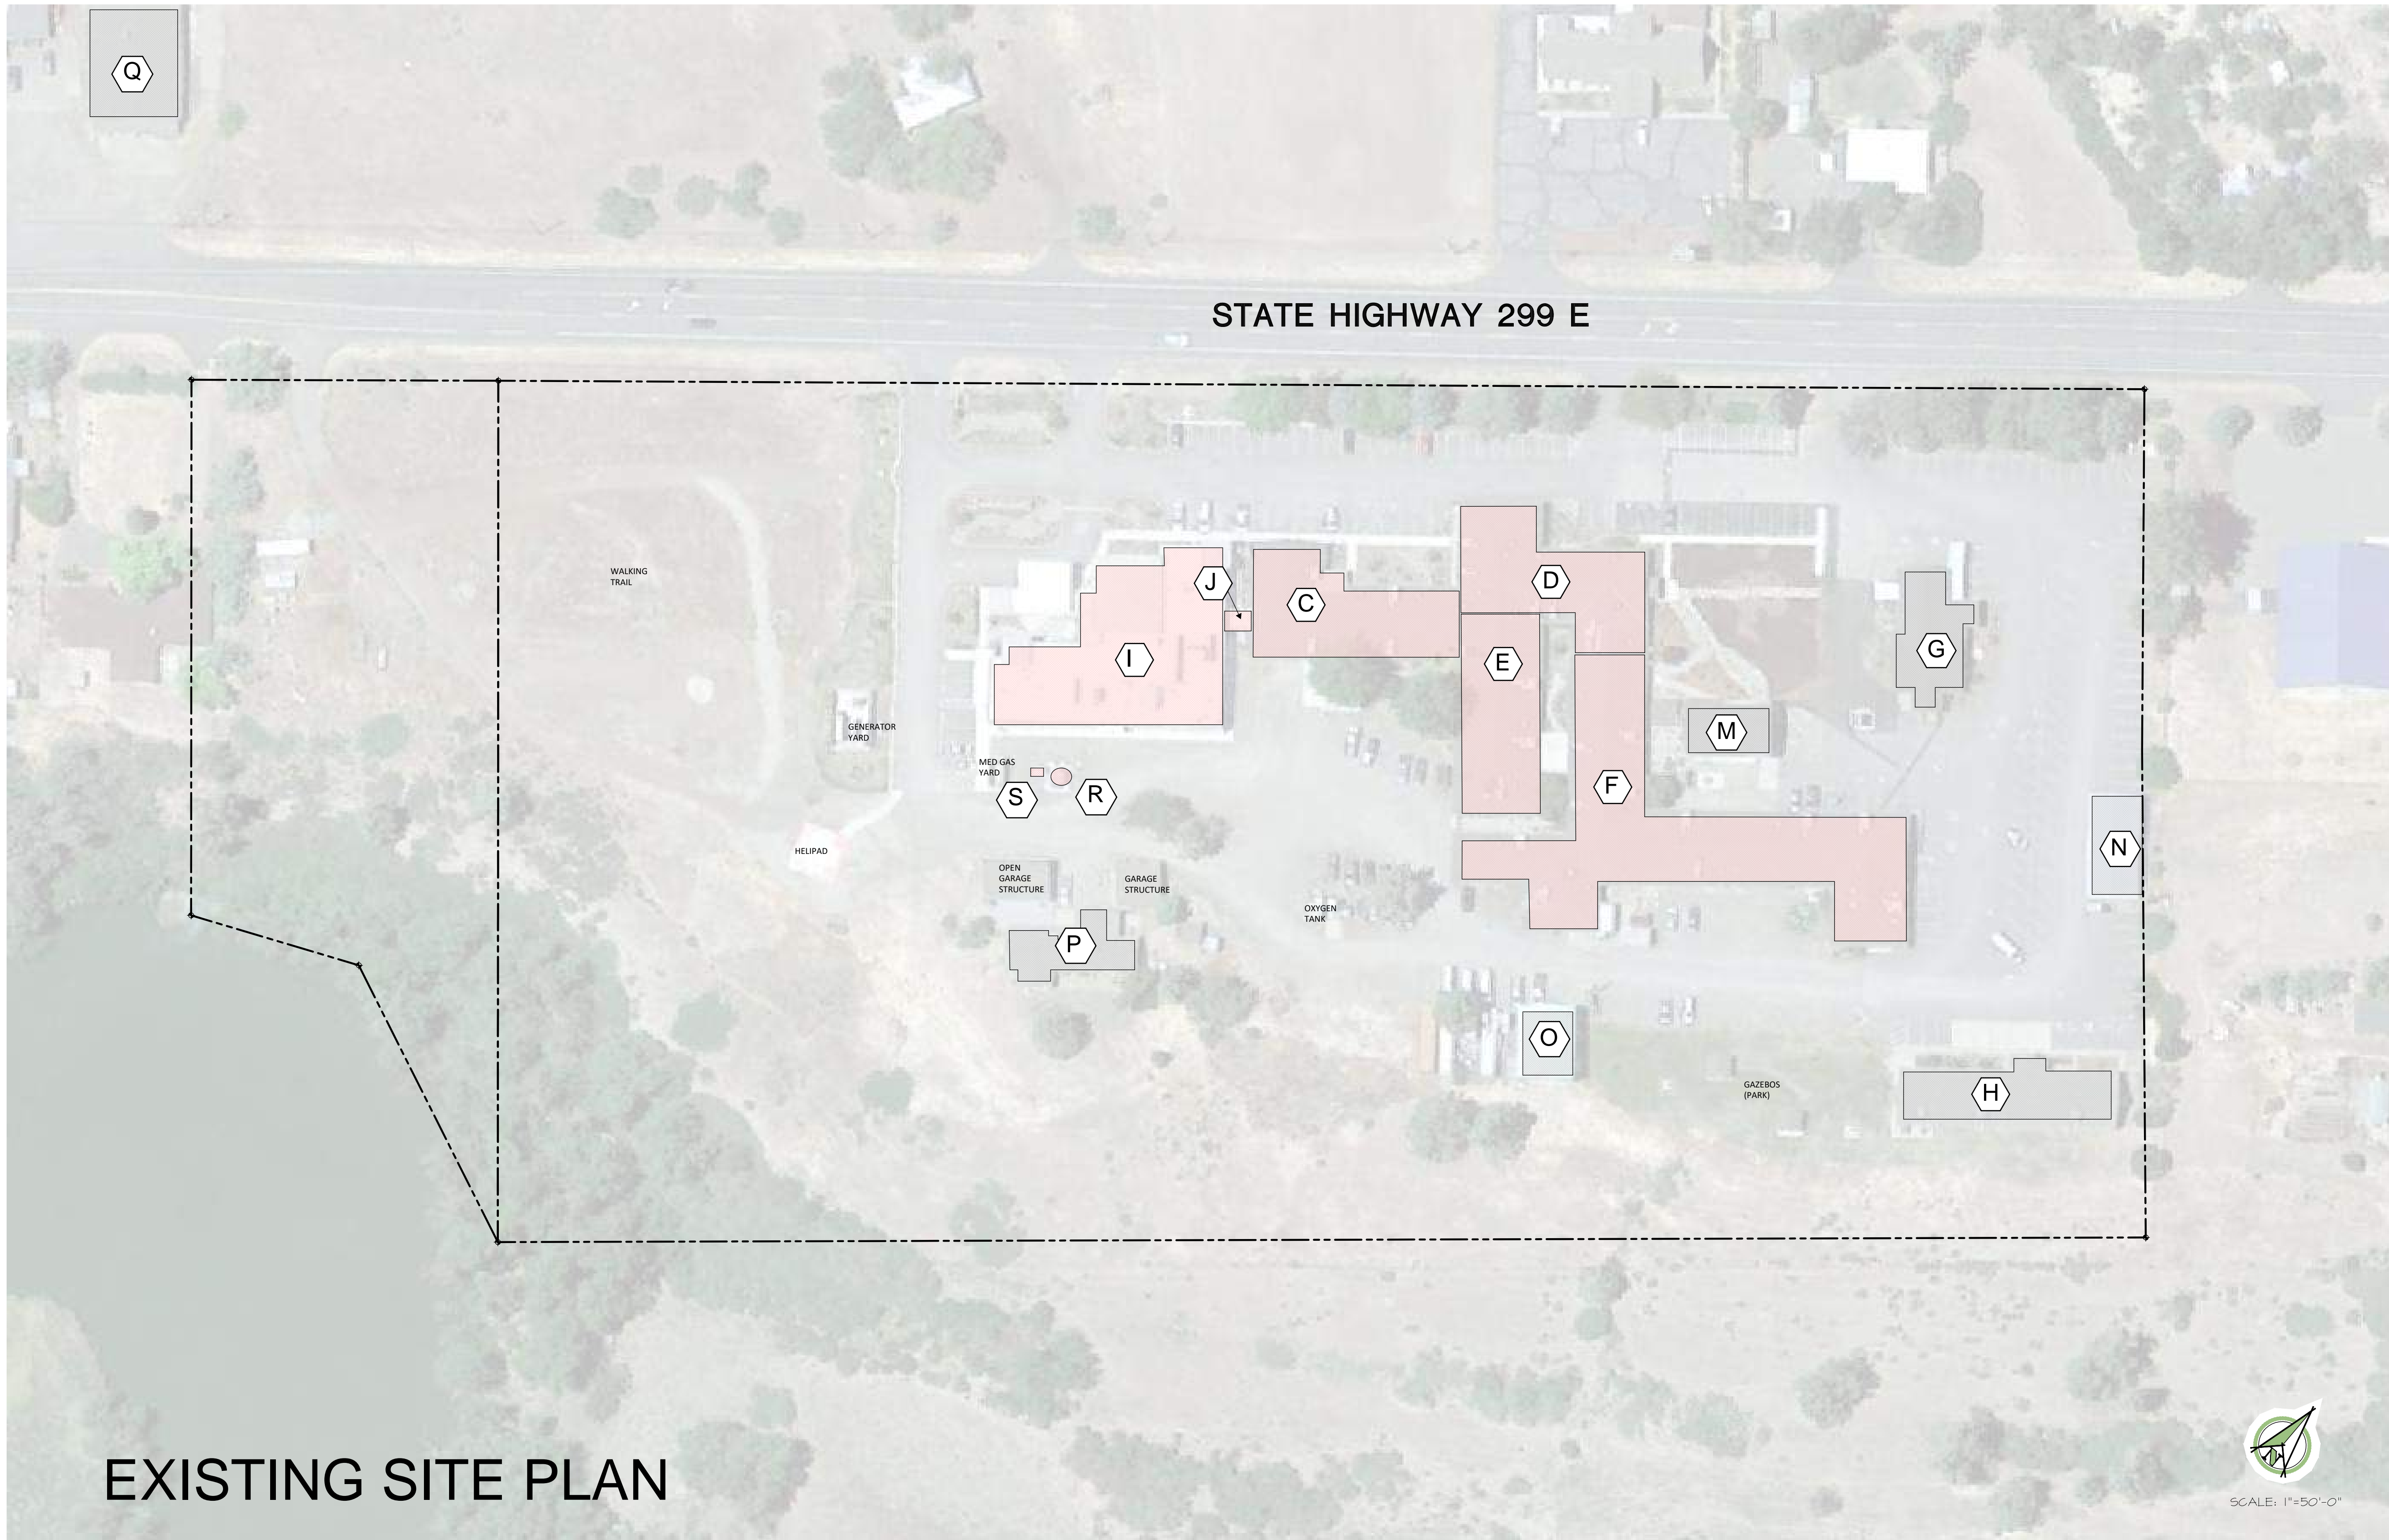 Q
STATE HIGHWAY 299 E
WALKING
TRAIL
J
C
D
I
E
G
GENERATOR
YARD
M
MED GAS
YARD
S
R
F
HELIPAD
N
OPEN
GARAGE
STRUCTURE
GARAGE
STRUCTURE
OXYGEN
TANK
P
O
GAZEBOS
(PARK)
H
EXISTING SITE PLAN
SCALE: 1"=50'-0"